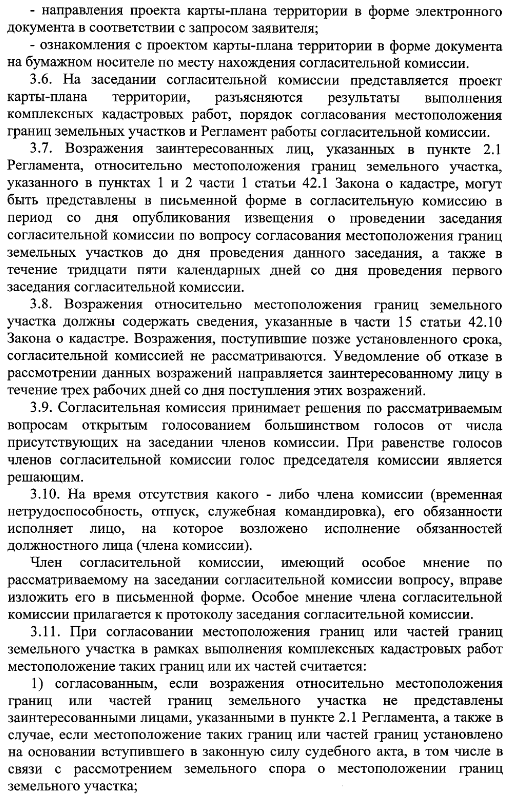 - направления проекта карты-плана территории в форме электронного
документа в соответствии с запросом заявителя;
- ознакомления с проектом карты-плана территории в форме документа
на бумажном носителе по месту нахождения согласительной комиссии.
3.6. На заседании согласительной комиссии представляется проект
карты-плана территории, разъясняются результаты выполнения
комплексных кадастровых работ, порядок согласования местоположения
границ земельных участков и Регламент работы согласительной комиссии.
3.7. Возражения заинтересованных лиц, указанных в пункте 2.1
Регламента, относительно местоположения границ земельного участка,
указанного в пунктах 1 и 2 части 1 статьи 42.1 Закона о кадастре, могут
быть представлены в письменной форме в согласительную комиссию в
период со дня опубликования извещения о проведении заседания
согласительной комиссии по вопросу согласования местоположения границ
земельных участков до дня проведения данного заседания, а также в
течение тридцати пяти календарных дней со дня проведения первого
заседания согласительной комиссии.
3.8. Возражения относительно местоположения границ земельного
участка должны содержать сведения, указанные в части 15 статьи 42.10
Закона о кадастре. Возражения, поступившие позже установленного срока,
согласительной комиссией не рассматриваются. Уведомление об отказе в
рассмотрении данных возражений направляется заинтересованному лицу в
течение трех рабочих дней со дня поступления этих возражений.
3.9. Согласительная комиссия принимает решения по рассматриваемым
вопросам открытым голосованием большинством голосов от числа
присутствующих на заседании членов комиссии. При равенстве голосов
членов согласительной комиссии голос председателя комиссии является
решающим.
3.10. На время отсутствия какого - либо члена комиссии (временная
нетрудоспособность, отпуск, служебная командировка), его обязанности
исполняет лицо, на которое возложено исполнение обязанностей
должностного лица (члена комиссии).
Член согласительной комиссии, имеющий особое мнение по
рассматриваемому на заседании согласительной комиссии вопросу, вправе
изложить его в письменной форме. Особое мнение члена согласительной
комиссии прилагается к протоколу заседания согласительной комиссии.
3.11. При согласовании местоположения границ или частей границ
земельного участка в рамках выполнения комплексных кадастровых работ
местоположение таких границ или их частей считается:
1) согласованным, если возражения относительно местоположения
границ или частей границ земельного участка не представлены
заинтересованными лицами, указанными в пункте 2.1 Регламента, а также в
случае, если местоположение таких границ или частей границ установлено
на основании вступившего в законную силу судебного акта, в том числе в
связи с рассмотрением земельного спора о местоположении границ
земельного участка;